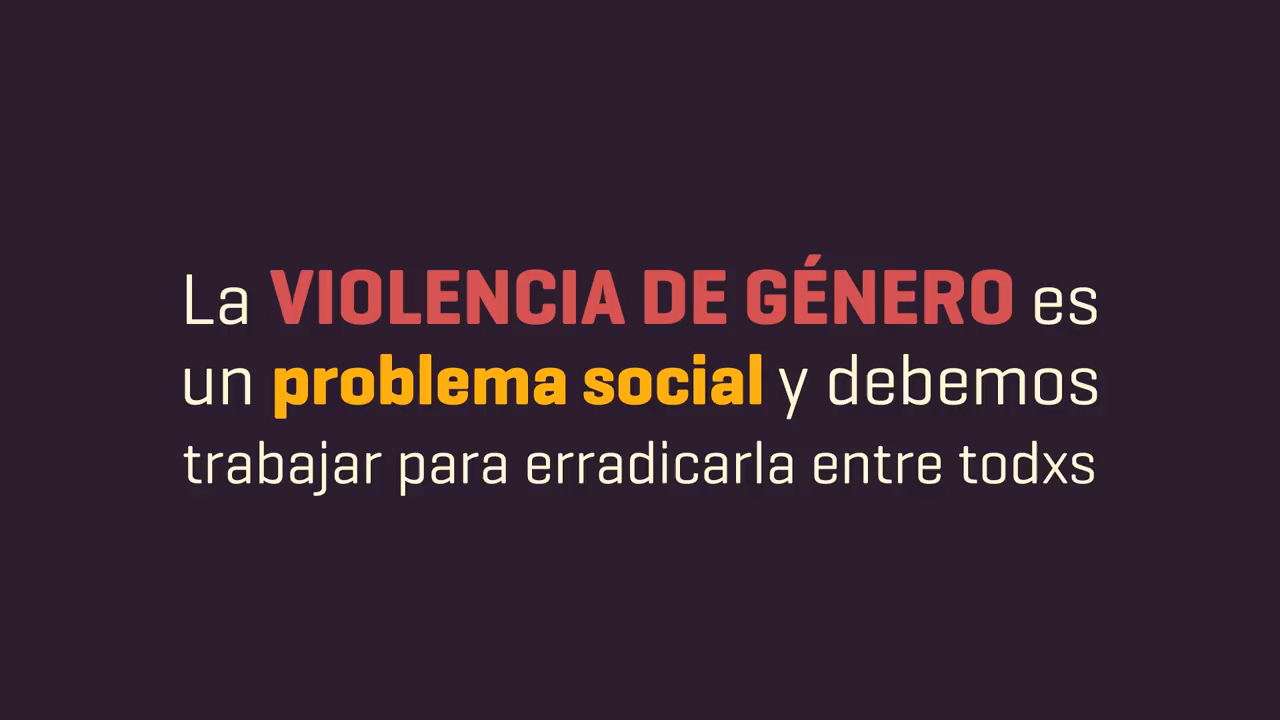 La VIOLENCIA DE GÉNERO es
un problema social y debemos
trabajar para erradicarla entre todxs